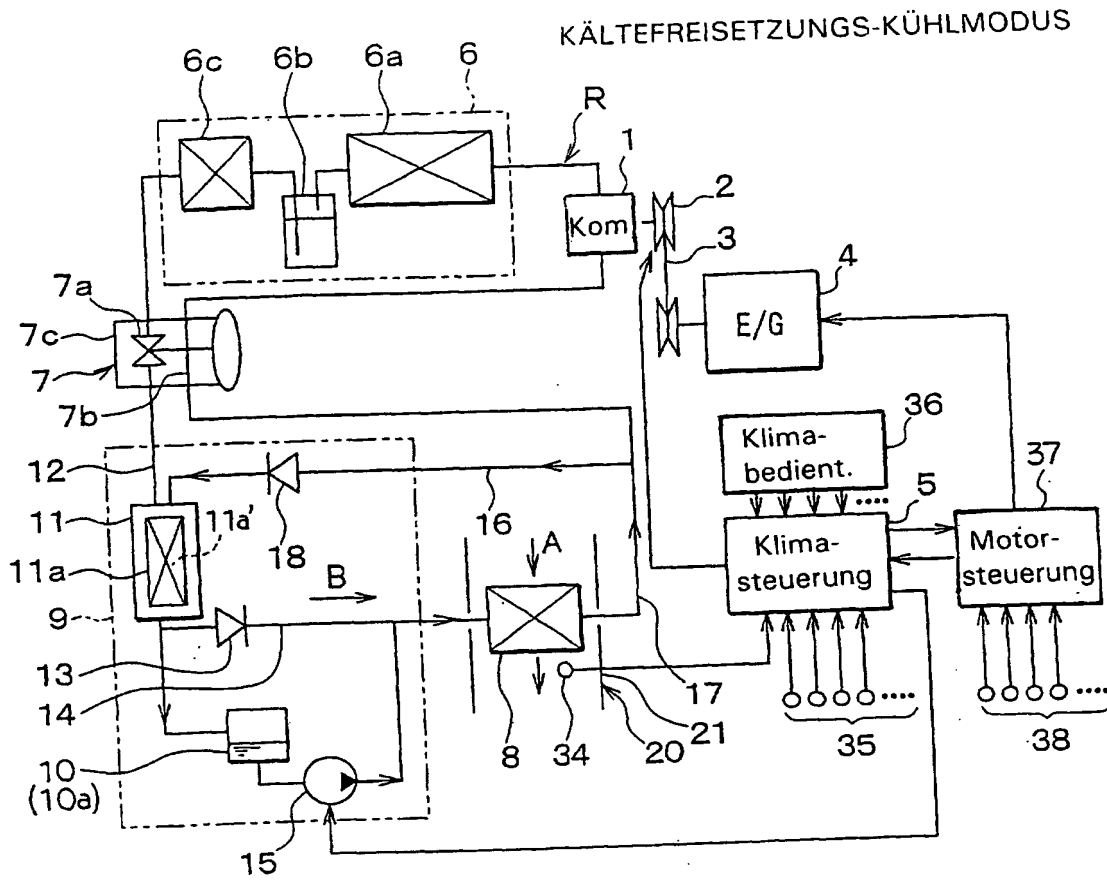 KÄLTEFREISETZUNGS-KÜHLMODUS
6c
6b
6a
6
R
1
2
Kom
3
4
E/G
7a
7c
7
7b
36
Klima-
bedient.
12
5
37
16
11
11a'
18
A
Klima-
steuerung
Motor-
steuerung
11a
B
9
13
14
34
17
21
20
35
38
8
10
(10a)
15